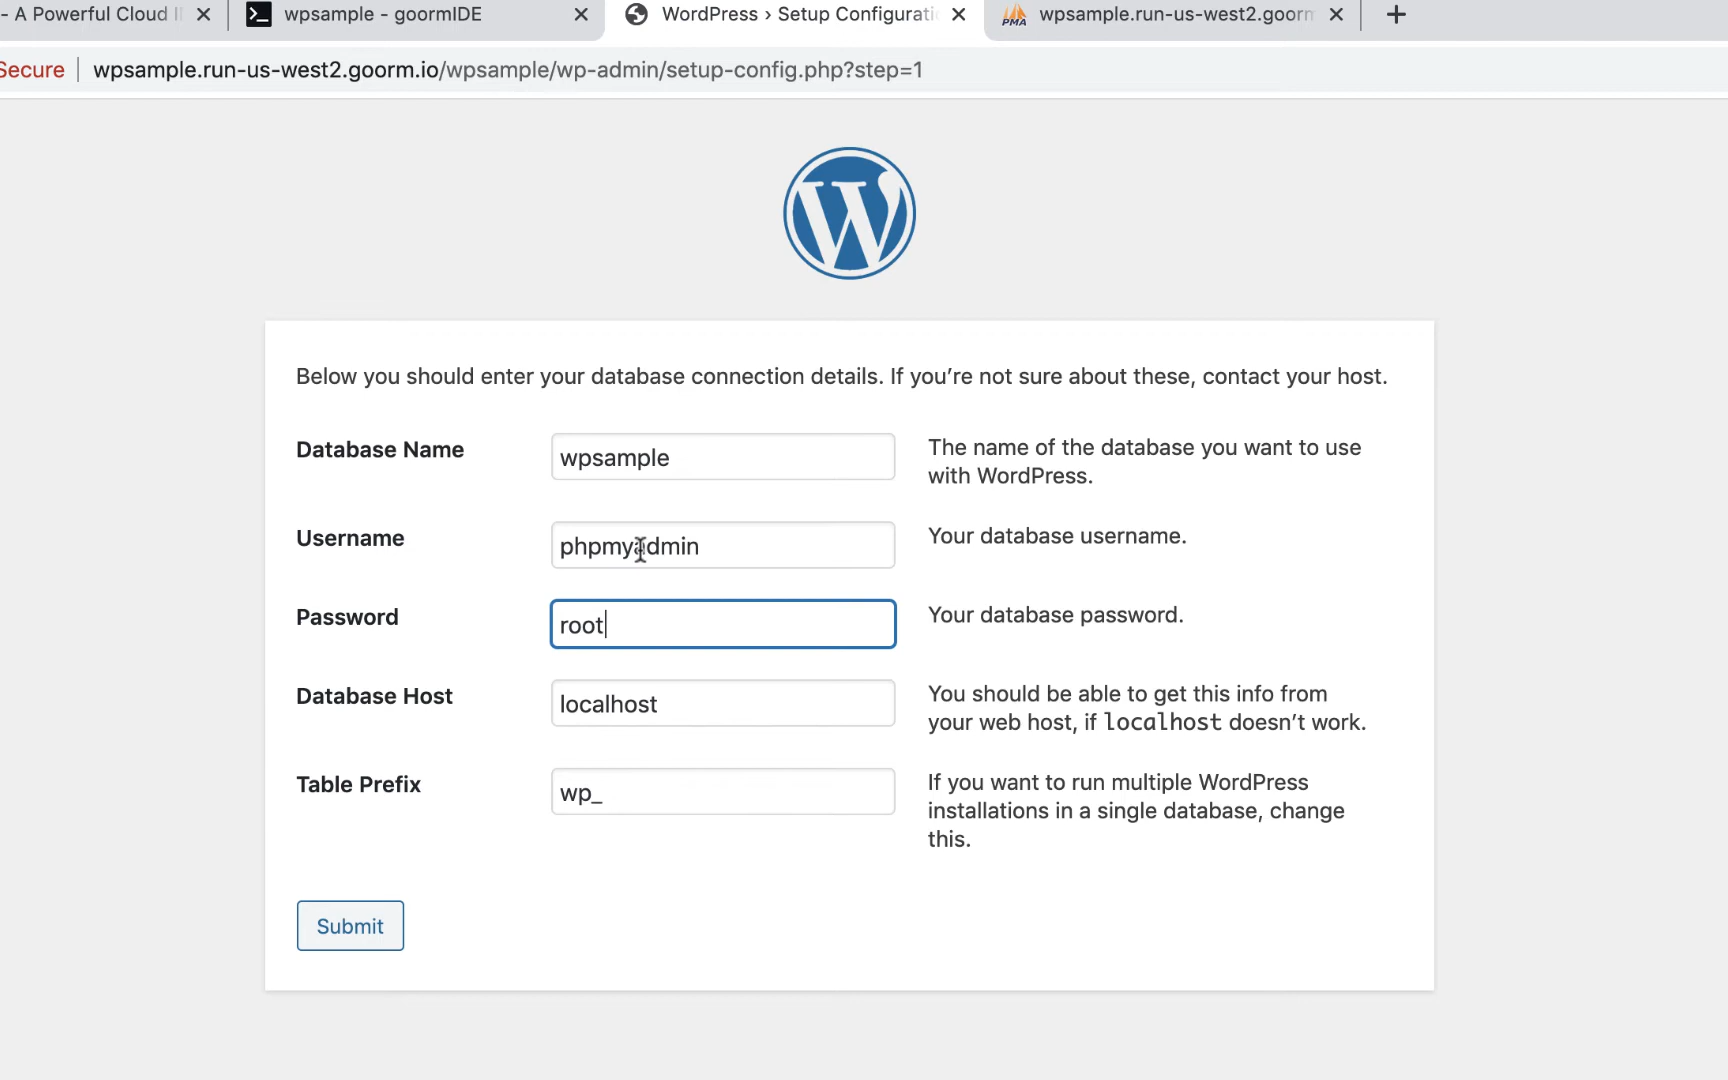 - A Powerful Cloud I
wpsample - goormIDE
WordPress › Setup Configurati
PMA
wpsample.run-us-west2.goorm
Secure
wpsample.run-us-west2.goorm.io/wpsample/wp-admin/setup-config.php?step=1
W
Below you should enter your database connection details. If you’re not sure about these, contact your host.
Database Name
wpsample
The name of the database you want to use
with WordPress.
Username
phpmyadmin
Your database username.
Password
root
Your database password.
Database Host
localhost
You should be able to get this info from
your web host, if localhost doesn’t work.
Table Prefix
wp_
If you want to run multiple WordPress
installations in a single database, change
this.
Submit